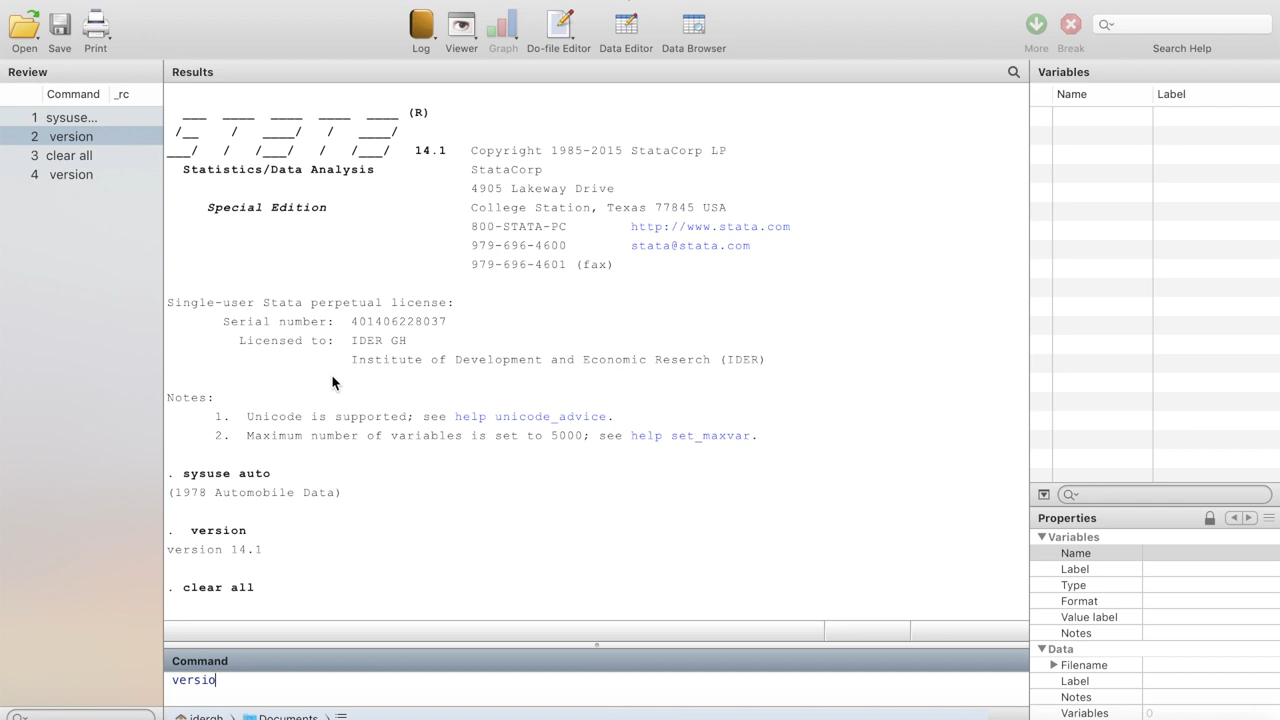 Open Save Print Log Viewer Graph Do-file Editor Data Editor Data Browser More Break Search Help
Review
Command _rc
1 sysuse...
2 version
3 clear all
4 version
Results
(R)
14.1 Copyright 1985-2015 StataCorp LP
Statistics/Data Analysis StataCorp
4905 Lakeway Drive
Special Edition College Station, Texas 77845 USA
800-STATA-PC http://www.stata.com
979-696-4600 stata@stata.com
979-696-4601 (fax)
Single-user Stata perpetual license:
Serial number: 401406228037
Licensed to: IDER GH
Institute of Development and Economic Reserch (IDER)
Notes:
1. Unicode is supported; see help unicode_advice.
2. Maximum number of variables is set to 5000; see help set_maxvar.
. sysuse auto
(1978 Automobile Data)
. version
version 14.1
. clear all
Command
versio
idergh Documents
Variables
Name Label
Properties
Variables
Name
Label
Type
Format
Value label
Notes
Data
Filename
Label
Notes
Variables 0